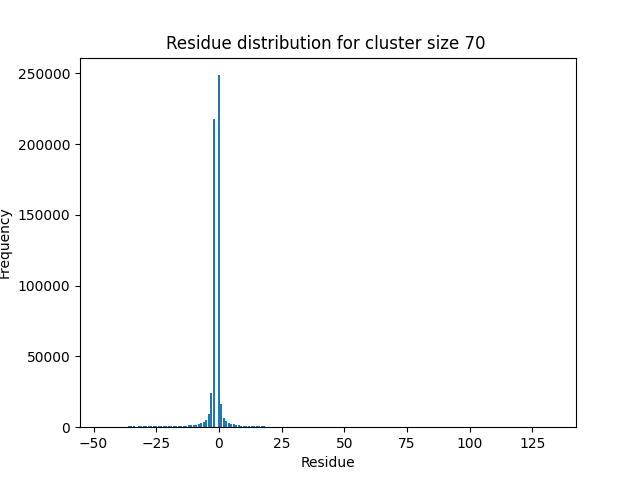 Residue distribution for cluster size 70
250000
200000
150000
100000
50000
0
Frequency
−50 −25 0 25 50 75 100 125
Residue